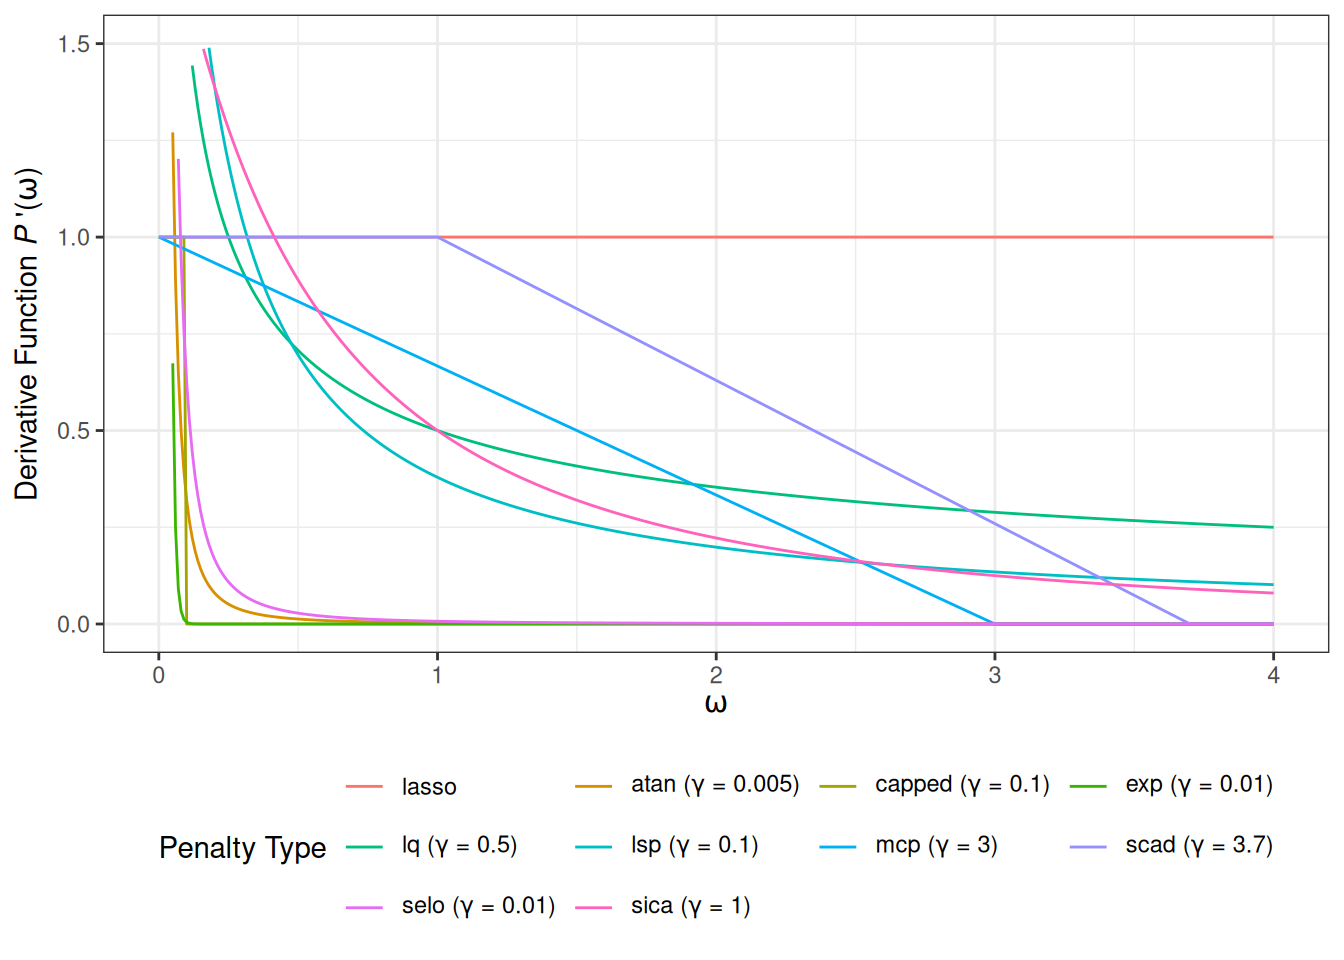 1.5
1.0
0.5
0.0
Derivative Function P '(ω)
0 1 2 3 4
ω
Penalty Type
lasso atan (γ = 0.005) capped (γ = 0.1) exp (γ = 0.01)
lq (γ = 0.5) lsp (γ = 0.1) mcp (γ = 3) scad (γ = 3.7)
selo (γ = 0.01) sica (γ = 1)